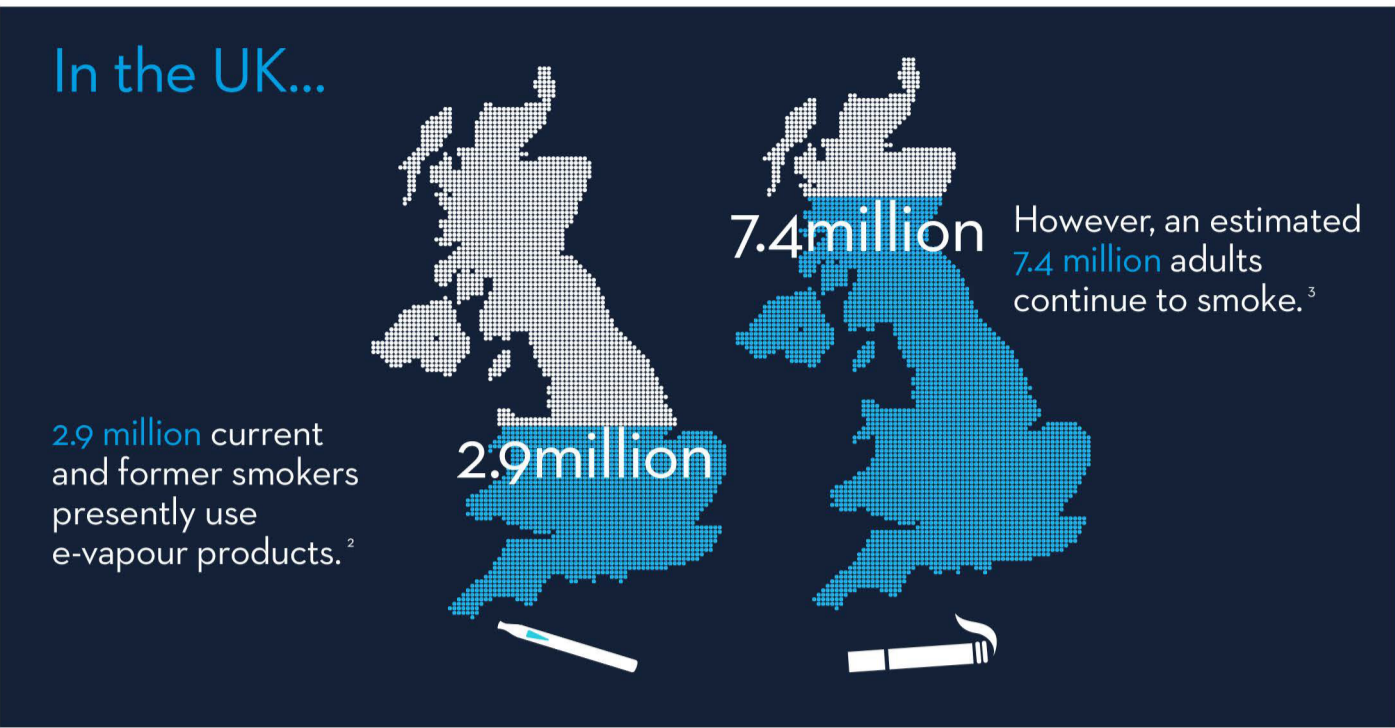 In the UK...
7.4million
However, an estimated
7.4 million adults
continue to smoke. 3
2.9 million current
and former smokers
presently use
e-vapour products. 2
2.9million